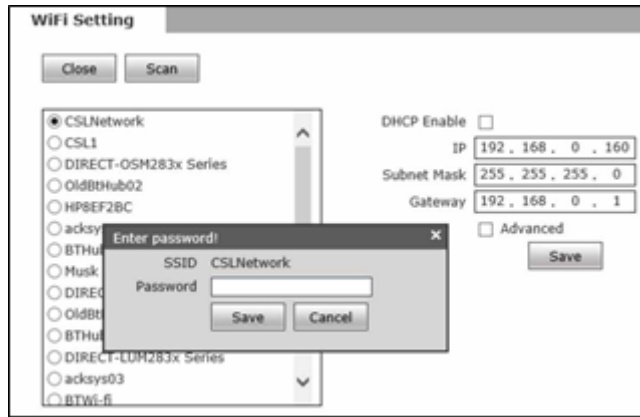 WiFi Setting
Close
Scan
CSLNetwork
CSL1
DIRECT-OSM283x Series
OldBtHub02
HP8EF2BC
acksy
BTHu
Musk
DIREC
OldBt
BTHu
DIRECT-LUM283x Series
acksys03
BTWi-fi
DHCP Enable
IP 192 . 168 . 0 . 160
Subnet Mask 255 . 255 . 255 . 0
Gateway 192 . 168 . 0 . 1
Advanced
Save
Enter password! ×
SSID CSLNetwork
Password
Save
Cancel